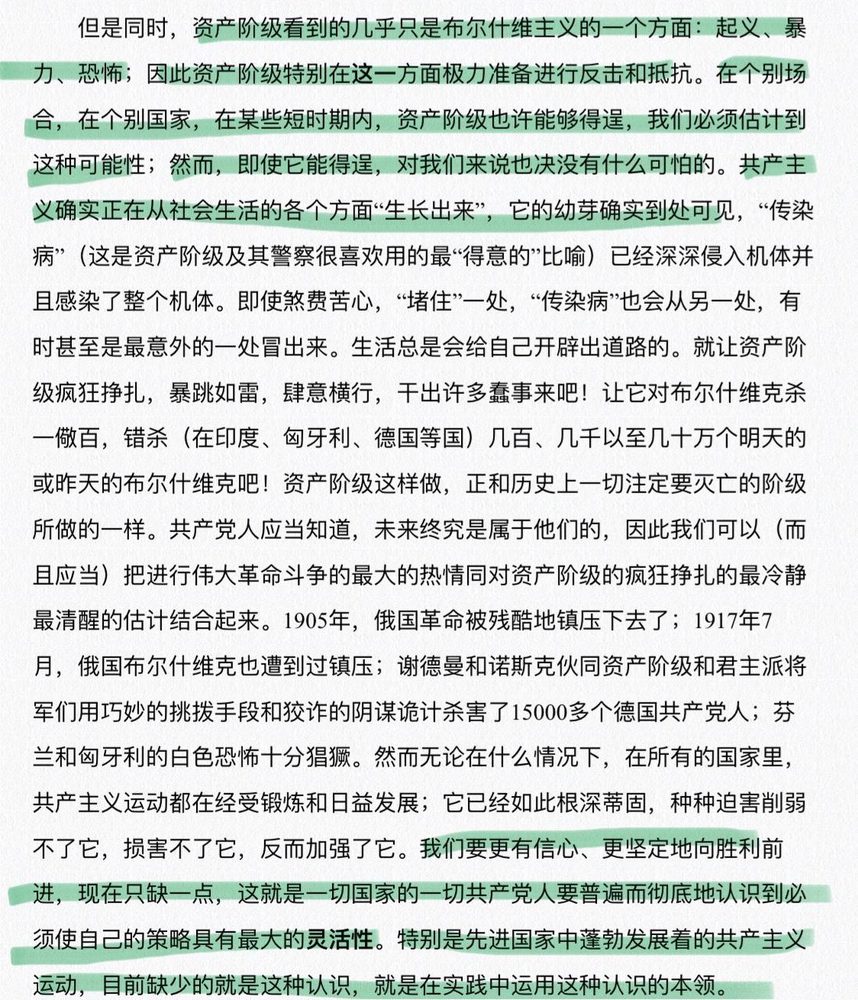 但是同时，资产阶级看到的几乎只是布尔什维主义的一个方面：起义、暴
力、恐怖；因此资产阶级特别在这一方面极力准备进行反击和抵抗。在个别场
合，在个别国家，在某些短时期内，资产阶级也许能够得逞，我们必须估计到
这种可能性；然而，即使它能得逞，对我们来说也决没有什么可怕的。共产主
义确实正在从社会生活的各个方面“生长出来”，它的幼芽确实到处可见，“传染
病”（这是资产阶级及其警察很喜欢用的最“得意的”比喻）已经深深侵入机体并
且感染了整个机体。即使煞费苦心，“堵住”一处，“传染病”也会从另一处，有
时甚至是最意外的一处冒出来。生活总是会给自己开辟出道路的。就让资产阶
级疯狂挣扎，暴跳如雷，肆意横行，干出许多蠢事来吧！让它对布尔什维克杀
一儆百，错杀（在印度、匈牙利、德国等国）几百、几千以至几十万个明天的
或昨天的布尔什维克吧！资产阶级这样做，正和历史上一切注定要灭亡的阶级
所做的一样。共产党人应当知道，未来终究是属于他们的，因此我们可以（而
且应当）把进行伟大革命斗争的最大的热情同对资产阶级的疯狂挣扎的最冷静
最清醒的估计结合起来。1905年，俄国革命被残酷地镇压下去了；1917年7
月，俄国布尔什维克也遭到过镇压；谢德曼和诺斯克伙同资产阶级和君主派将
军们用巧妙的挑拨手段和狡诈的阴谋诡计杀害了15000多个德国共产党人；芬
兰和匈牙利的白色恐怖十分猖獗。然而无论在什么情况下，在所有的国家里，
共产主义运动都在经受锻炼和日益发展；它已经如此根深蒂固，种种迫害削弱
不了它，损害不了它，反而加强了它。我们要更有信心、更坚定地向胜利前
进，现在只缺一点，这就是一切国家的一切共产党人要普遍而彻底地认识到必
须使自己的策略具有最大的灵活性。特别是先进国家中蓬勃发展着的共产主义
运动，目前缺少的就是这种认识，就是在实践中运用这种认识的本领。